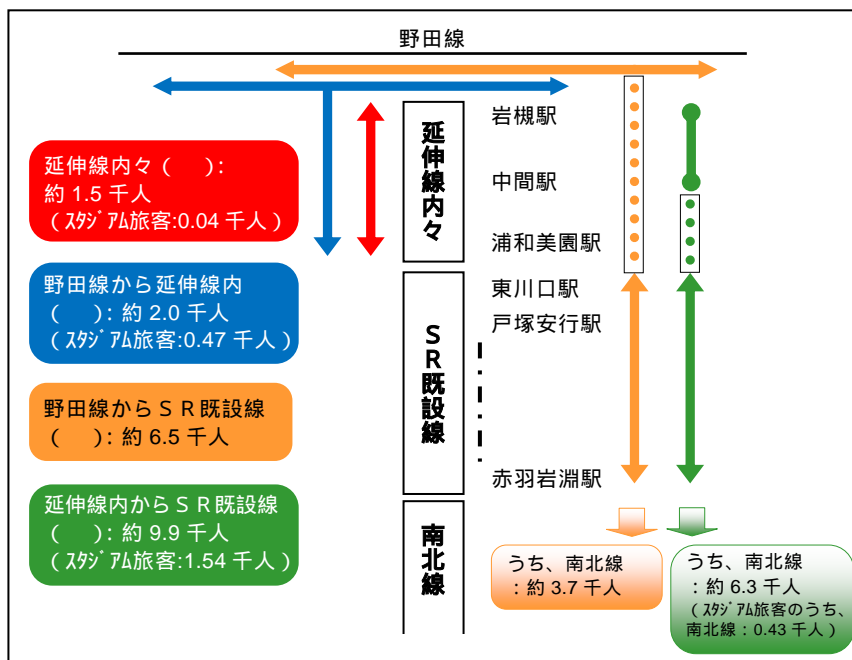 野田線
延伸線内々（　）：
約 1.5 千人
（ｽﾀｼﾞｱﾑ旅客:0.04 千人）
野田線から延伸線内
（　）：約 2.0 千人
（ｽﾀｼﾞｱﾑ旅客:0.47 千人）
野田線からＳＲ既設線
（　）：約 6.5 千人
延伸線内からＳＲ既設線
（　）：約 9.9 千人
（ｽﾀｼﾞｱﾑ旅客:1.54 千人）
延伸線内々
ＳＲ既設線
南北線
岩槻駅
中間駅
浦和美園駅
東川口駅
戸塚安行駅
赤羽岩淵駅
うち、南北線
：約 3.7 千人
うち、南北線
：約 6.3 千人
（ｽﾀｼﾞｱﾑ旅客のうち、
南北線：0.43 千人）